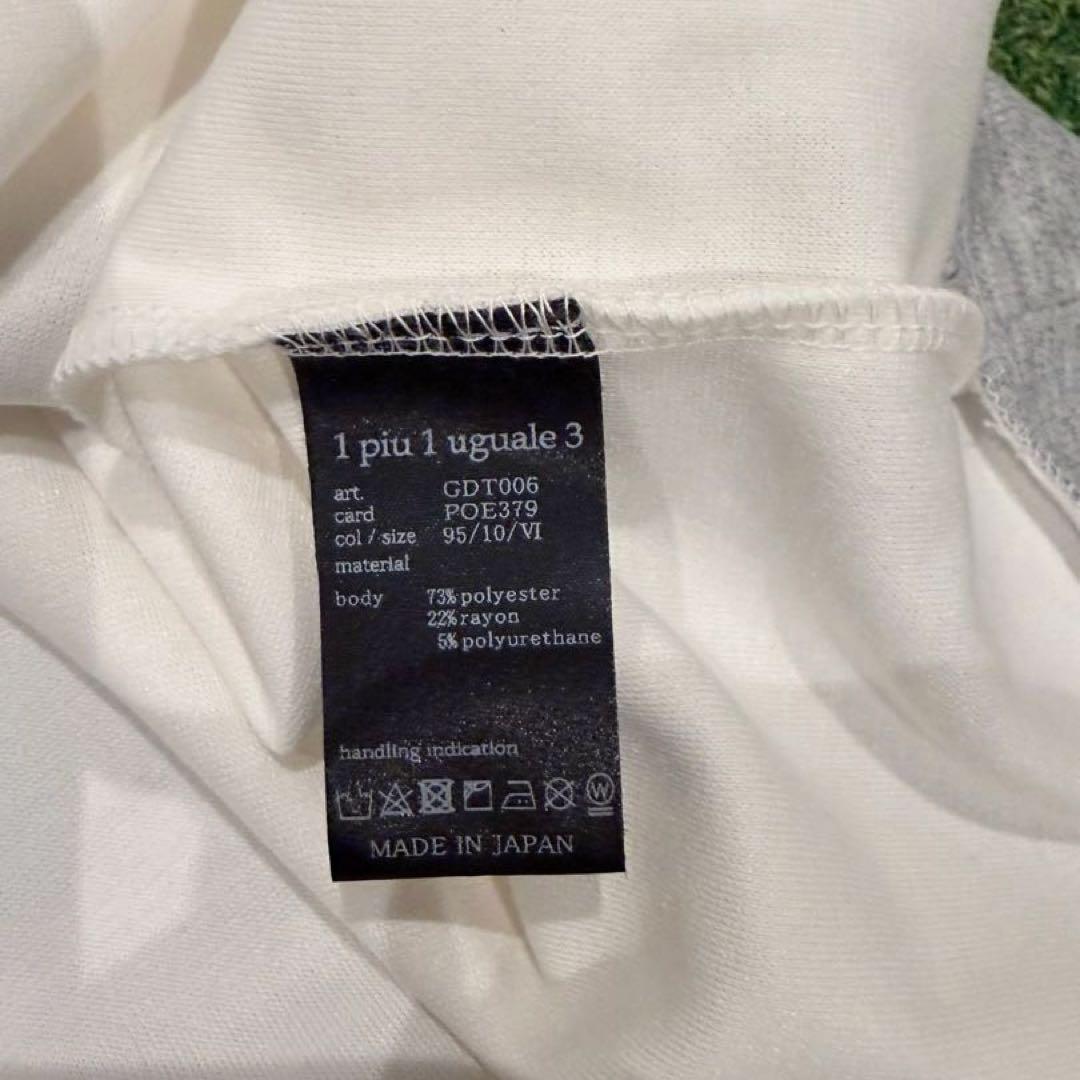 1 piu 1 uguale 3
art. GDT006
card POE379
col / size 95/10/VI
material
body 73% polyester
22% rayon
5% polyurethane
handling indication
W
MADE IN JAPAN